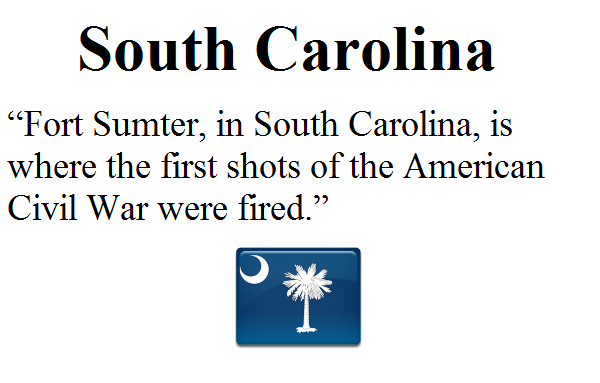 South Carolina
“Fort Sumter, in South Carolina, is
where the first shots of the American
Civil War were fired.”